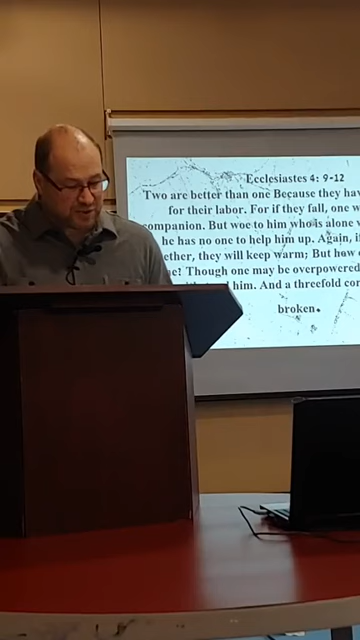 Ecclesiastes 4: 9-12
Two are better than one Because they hav
for their labor. For if they fall, one w
companion. But woe to him who is alone
he has no one to help him up. Again, i
ether, they will keep warm; But how
ne! Though one may be overpowered
him. And a threefold cor
broken.